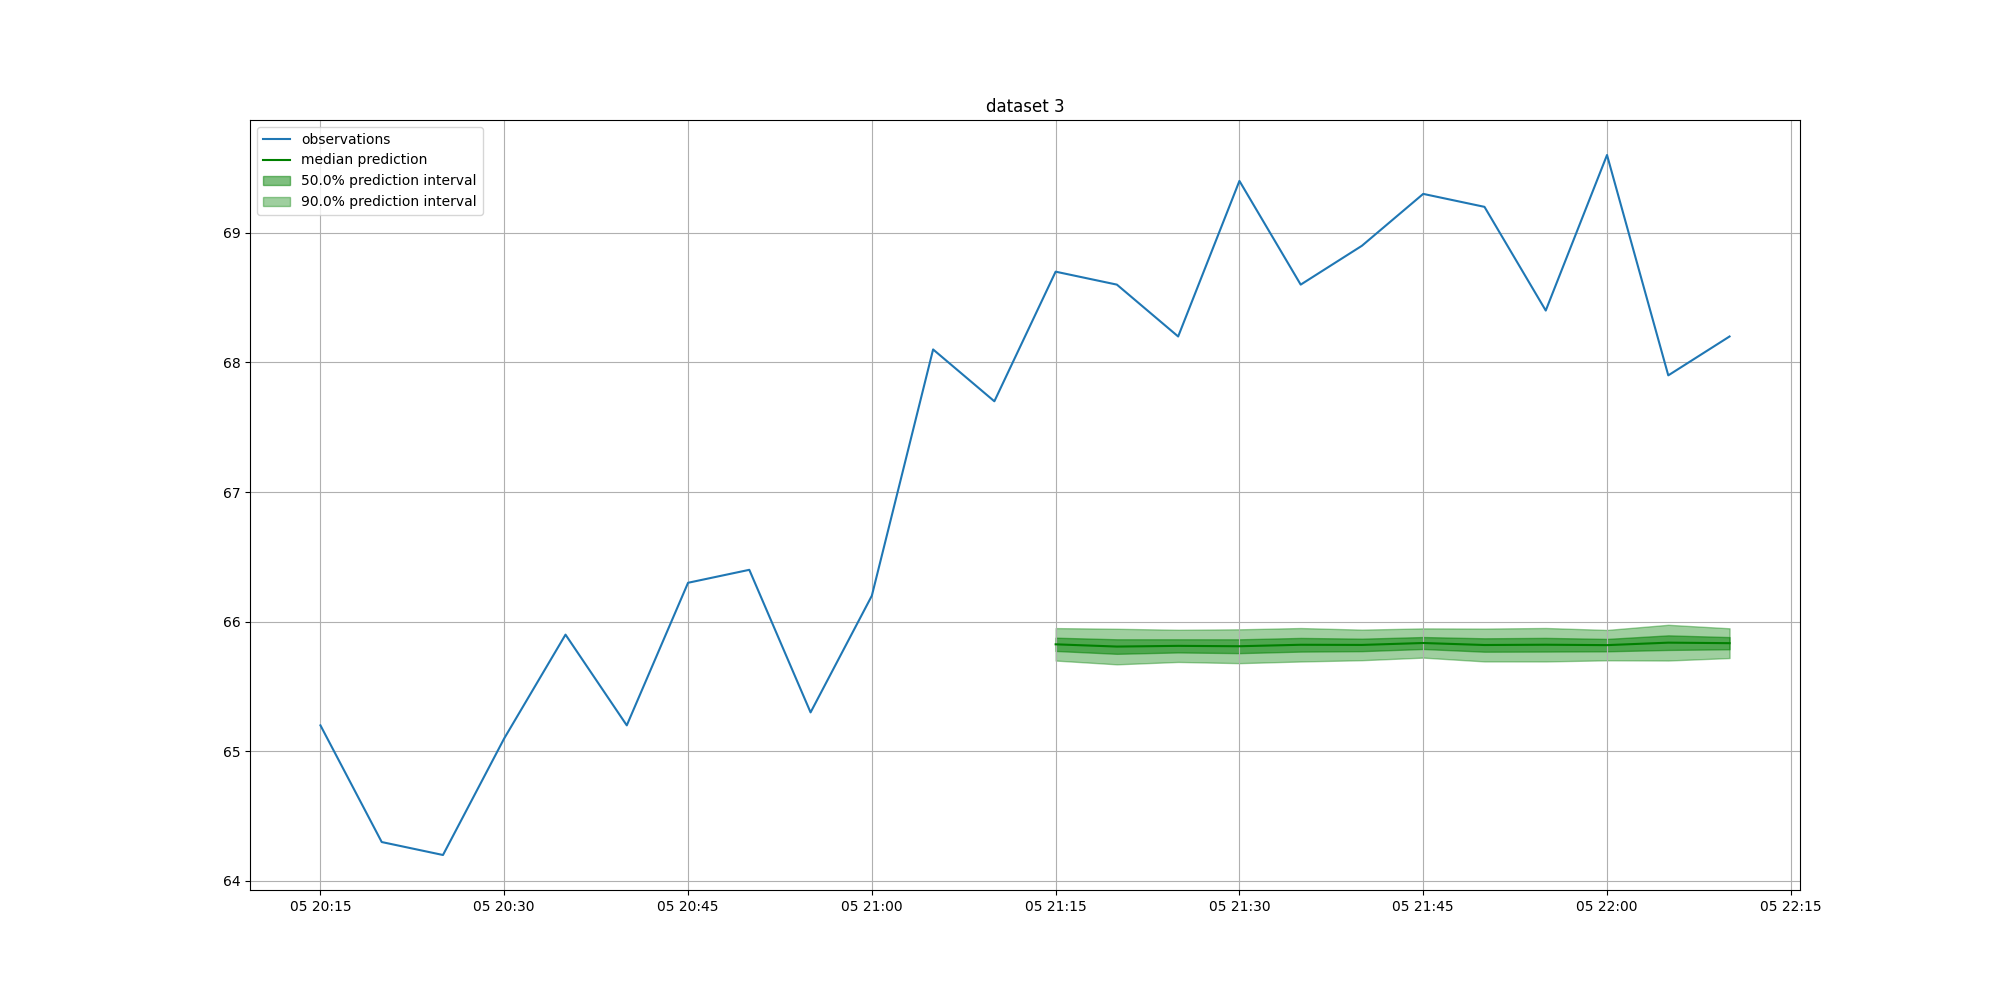 dataset 3
observations
median prediction
50.0% prediction interval
90.0% prediction interval
69
68
67
66
65
64
05 20:15 05 20:30 05 20:45 05 21:00 05 21:15 05 21:30 05 21:45 05 22:00 05 22:15